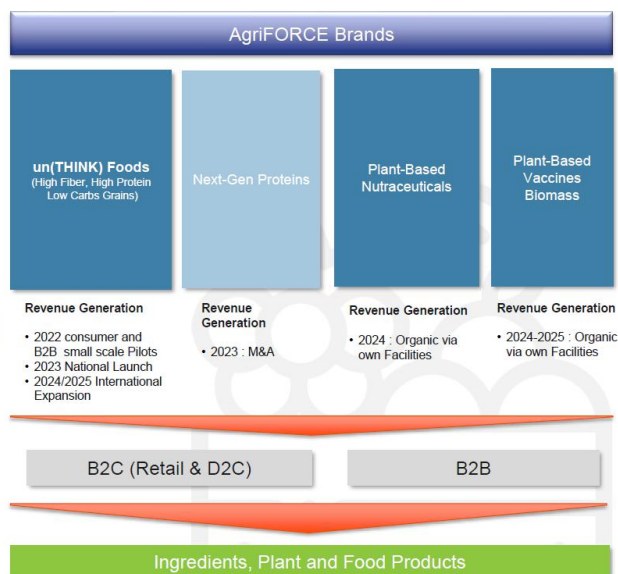 AgriFORCE Brands
un(THINK) Foods
(High Fiber, High Protein
Low Carbs Grains)
Next-Gen Proteins
Plant-Based
Nutraceuticals
Plant-Based
Vaccines
Biomass
Revenue Generation
• 2022 consumer and
B2B small scale Pilots
• 2023 National Launch
• 2024/2025 International
Expansion
Revenue
Generation
• 2023 : M&A
Revenue Generation
• 2024 : Organic via
own Facilities
Revenue Generation
• 2024-2025 : Organic
via own Facilities
B2C (Retail & D2C)
B2B
Ingredients, Plant and Food Products